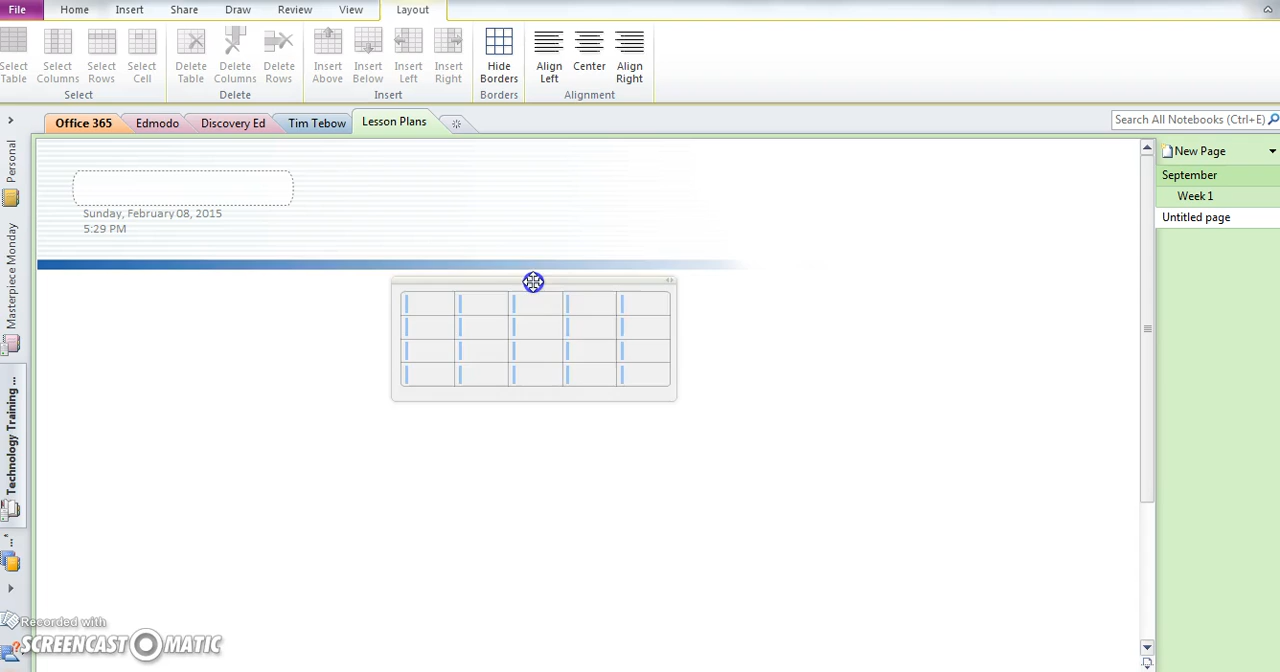 File Home Insert Share Draw Review View Layout
Select Table Select Columns Select Rows Select Cell Delete Table Delete Columns Delete Rows Insert Above Insert Below Insert Left Insert Right Hide Borders Align Left Center Align Right
Select Delete Insert Borders Alignment
Office 365 Edmodo Discovery Ed Tim Tebow Lesson Plans Search All Notebooks (Ctrl+E)
Personal
Masterpiece Monday
Technology Training ...
New Page
September
Week 1
Untitled page
Sunday, February 08, 2015
5:29 PM
Recorded with
SCREENCAST MATIC